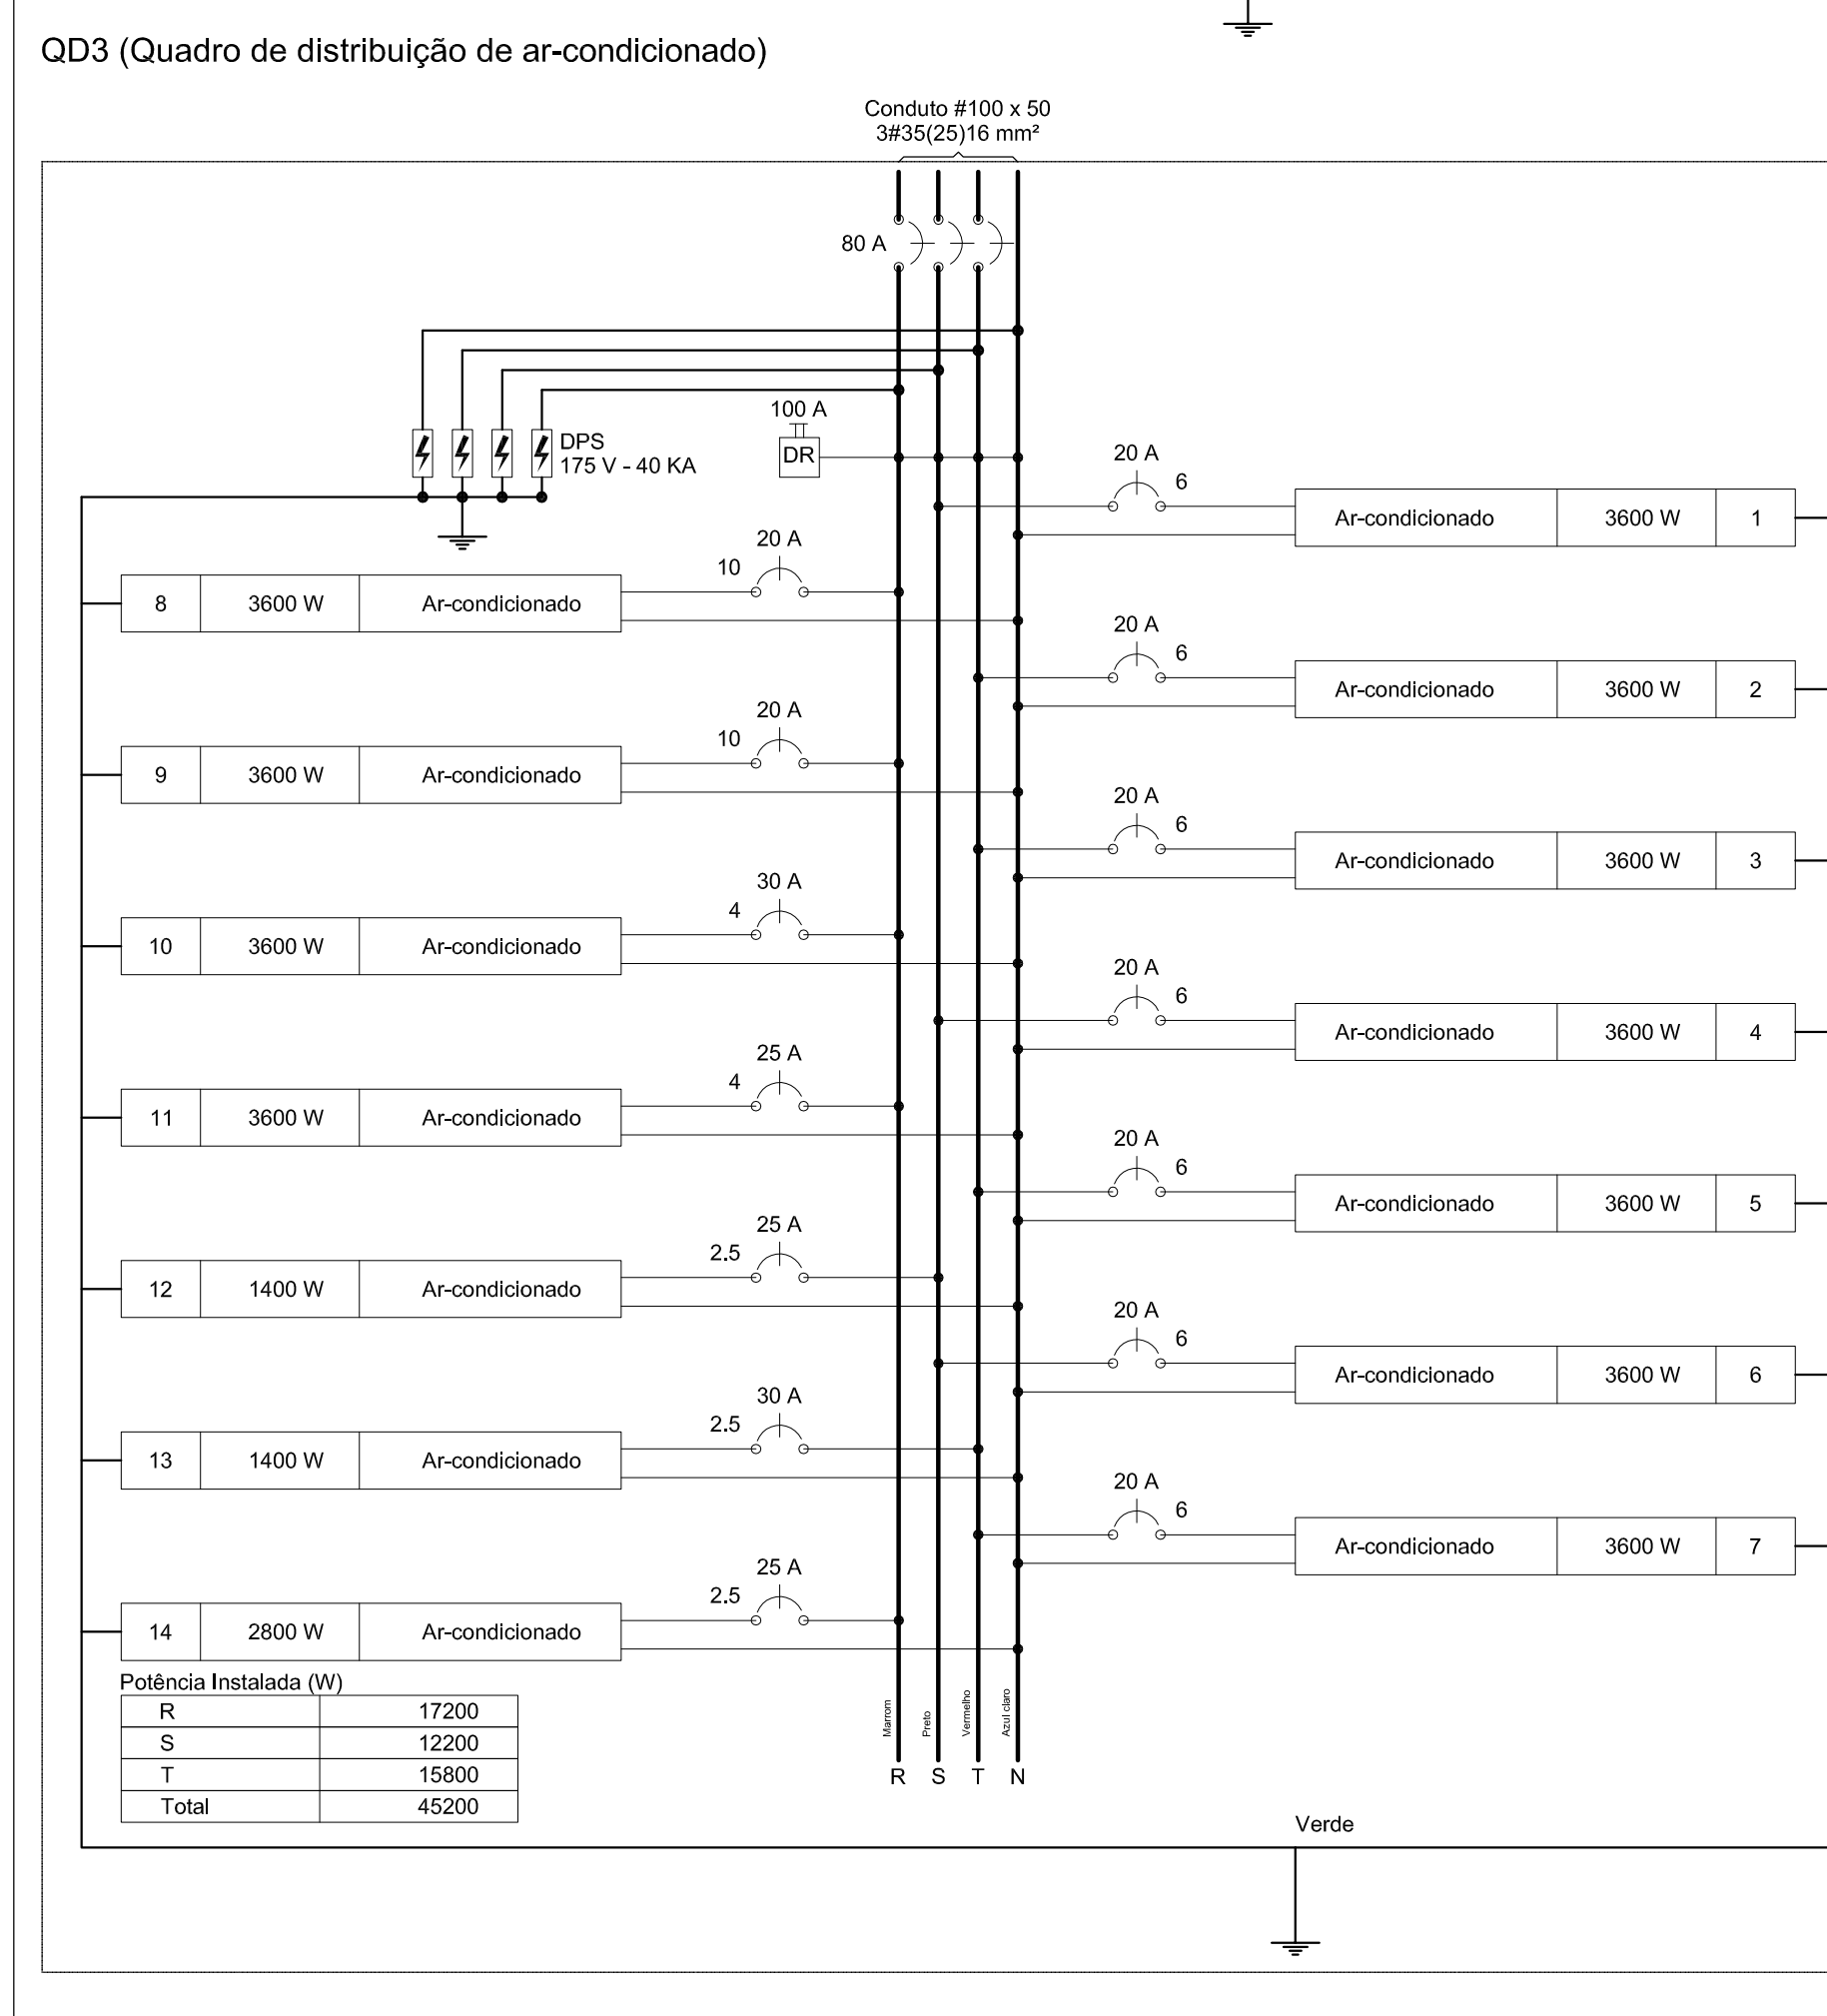 QD3 (Quadro de distribuição de ar-condicionado)
Conduto #100 x 50
3#35(25)16 mm²
80 A
100 A
DR
DPS
175 V - 40 KA
20 A
6
Ar-condicionado 3600 W 1
20 A
10
8 3600 W Ar-condicionado
20 A
6
Ar-condicionado 3600 W 2
20 A
10
9 3600 W Ar-condicionado
20 A
6
Ar-condicionado 3600 W 3
30 A
4
10 3600 W Ar-condicionado
20 A
6
Ar-condicionado 3600 W 4
25 A
4
11 3600 W Ar-condicionado
20 A
6
Ar-condicionado 3600 W 5
25 A
2.5
12 1400 W Ar-condicionado
20 A
6
Ar-condicionado 3600 W 6
30 A
2.5
13 1400 W Ar-condicionado
20 A
6
Ar-condicionado 3600 W 7
25 A
2.5
14 2800 W Ar-condicionado
Potência Instalada (W)
R 17200
S 12200
T 15800
Total 45200
Marrom
Preto
Vermelho
Azul claro
R S T N
Verde